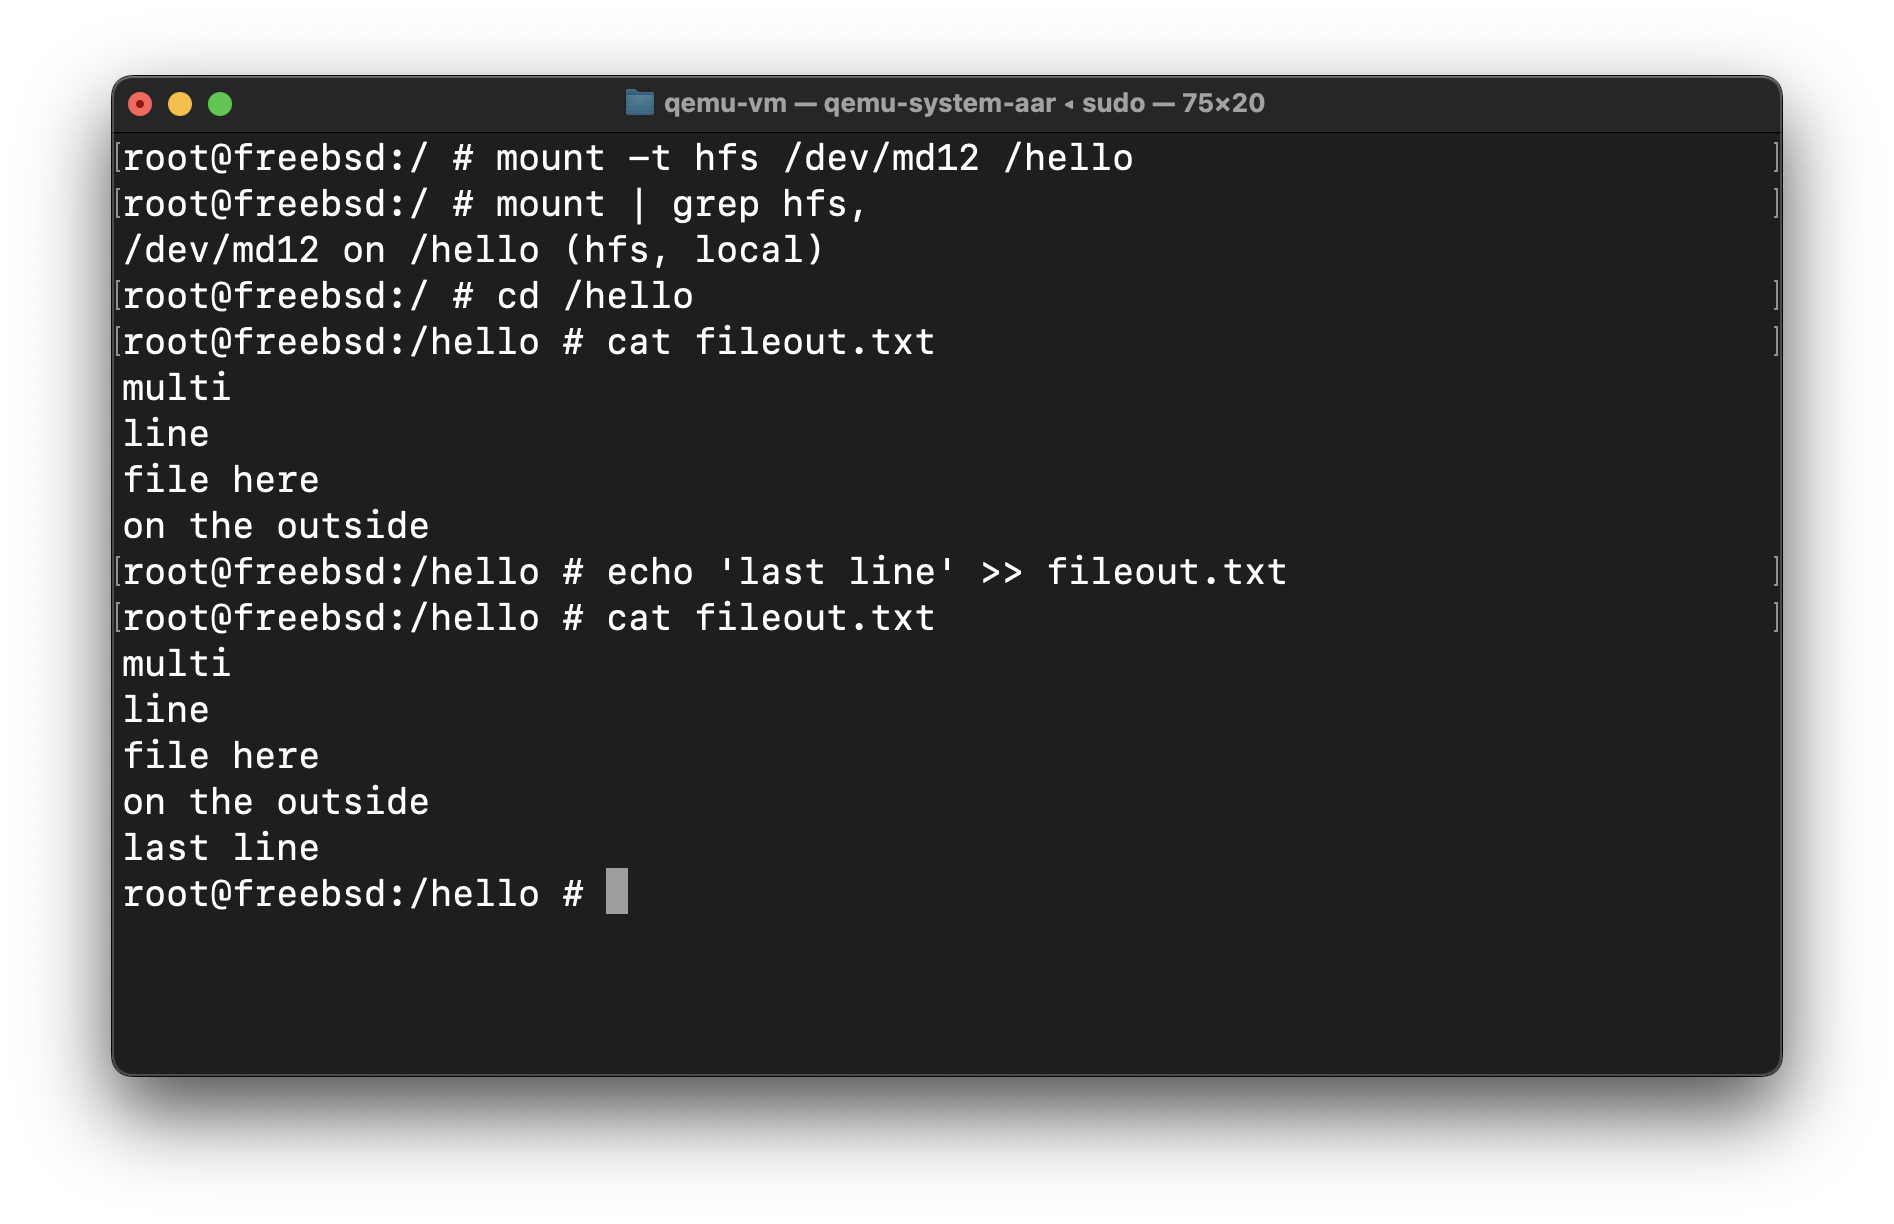 qemu-vm — qemu-system-aar ◂ sudo — 75×20
[root@freebsd:/ # mount -t hfs /dev/md12 /hello ]
[root@freebsd:/ # mount | grep hfs, ]
/dev/md12 on /hello (hfs, local)
[root@freebsd:/ # cd /hello ]
[root@freebsd:/hello # cat fileout.txt ]
multi
line
file here
on the outside
[root@freebsd:/hello # echo 'last line' >> fileout.txt ]
[root@freebsd:/hello # cat fileout.txt ]
multi
line
file here
on the outside
last line
root@freebsd:/hello #